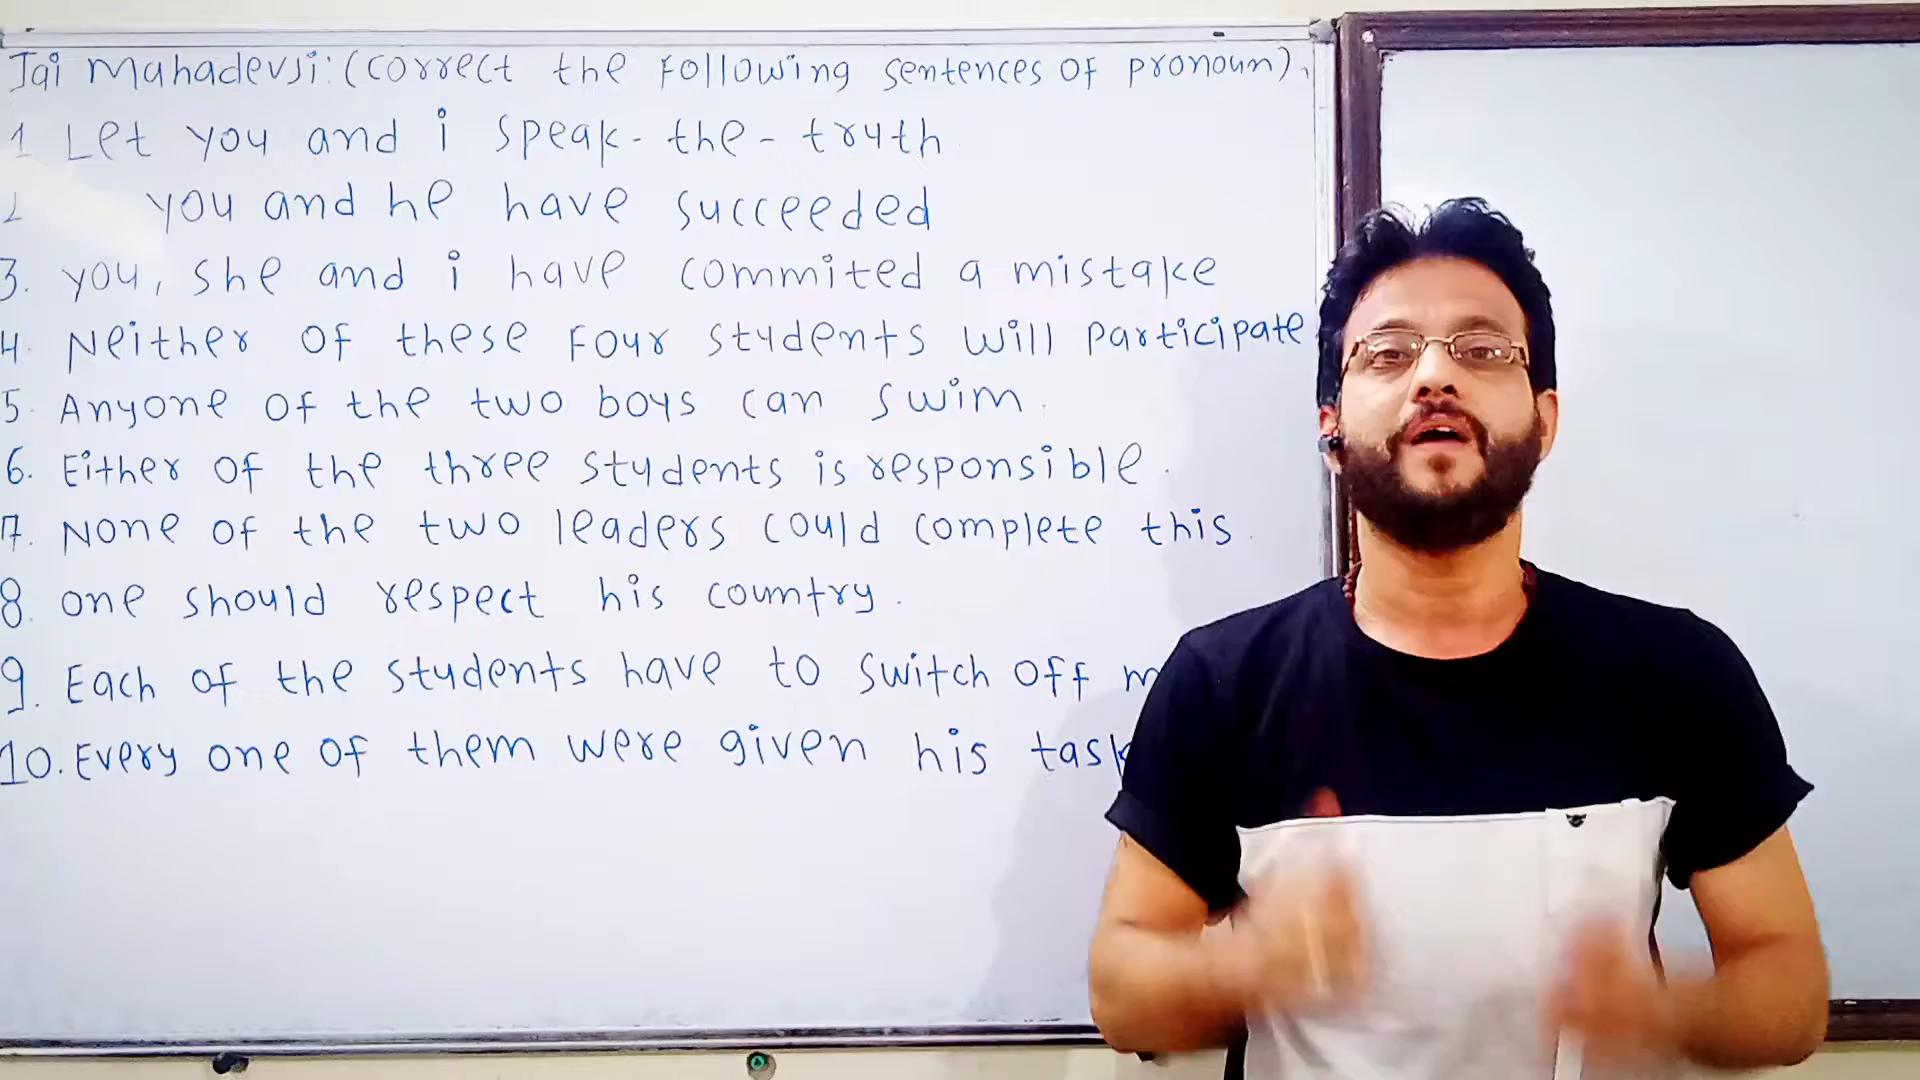 Jai Mahadevji: (correct the following sentences of pronoun).
1 Let you and i speak-the-truth
2 you and he have succeeded
3. you, she and i have commited a mistake
4. Neither of these four students will participate
5. Anyone of the two boys can swim.
6. Either of the three students is responsible.
7. None of the two leaders could complete this.
8. one should respect his country.
9. Each of the students have to switch off
10. Every one of them were given his task